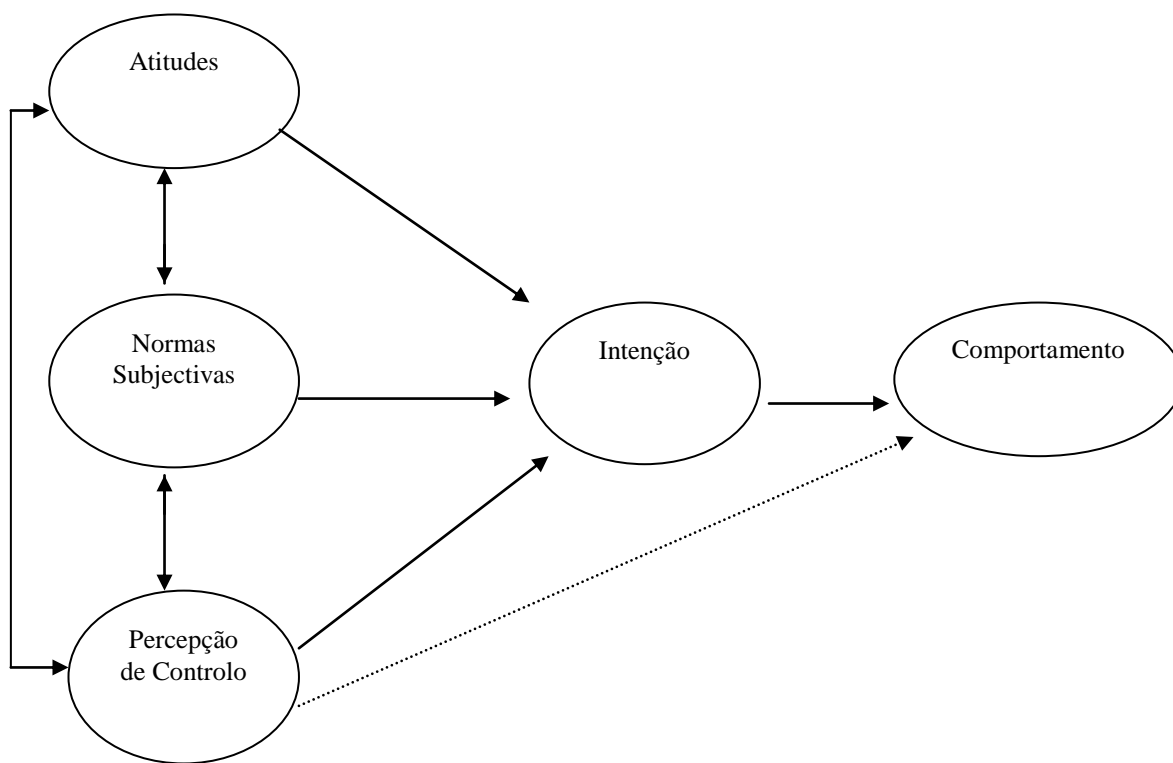 Atitudes
Normas
Subjectivas
Intenção
Comportamento
Percepção
de Controlo